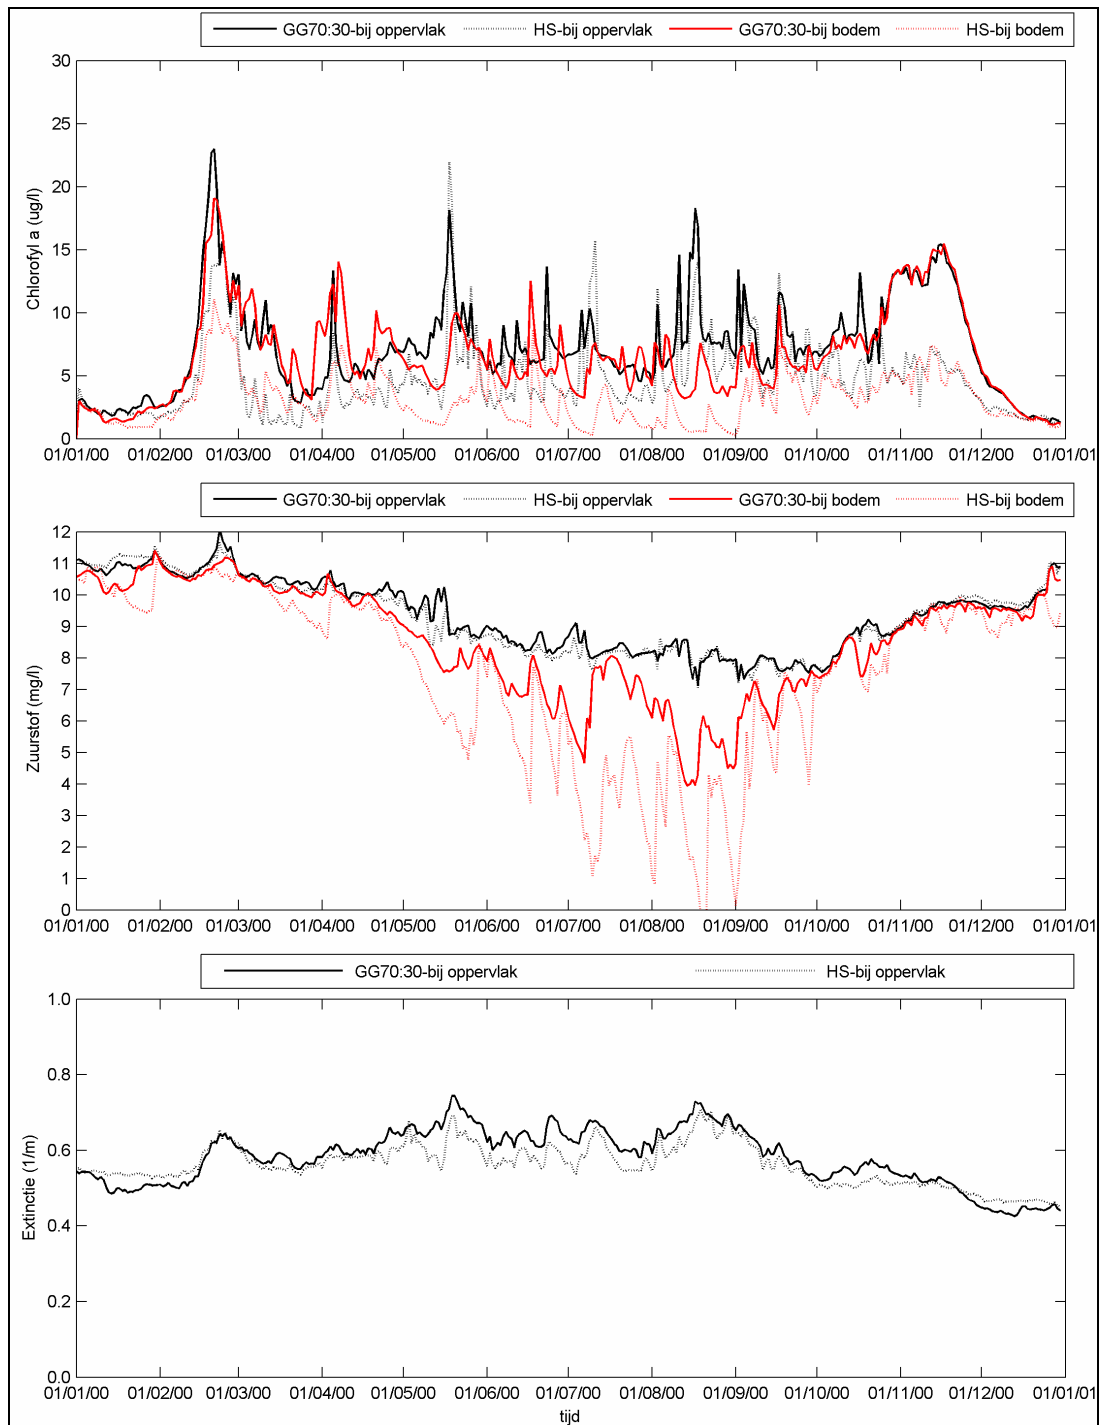 GG70:30-bij oppervlak HS-bij oppervlak GG70:30-bij bodem HS-bij bodem
30
25
20
15
10
5
0
Chlorofyl a (ug/l)
01/01/00 01/02/00 01/03/00 01/04/00 01/05/00 01/06/00 01/07/00 01/08/00 01/09/00 01/10/00 01/11/00 01/12/00 01/01/01
GG70:30-bij oppervlak HS-bij oppervlak GG70:30-bij bodem HS-bij bodem
12
11
10
9
8
7
6
5
4
3
2
1
0
Zuurstof (mg/l)
01/01/00 01/02/00 01/03/00 01/04/00 01/05/00 01/06/00 01/07/00 01/08/00 01/09/00 01/10/00 01/11/00 01/12/00 01/01/01
GG70:30-bij oppervlak HS-bij oppervlak
1.0
0.8
0.6
0.4
0.2
0.0
Extinctie (1/m)
01/01/00 01/02/00 01/03/00 01/04/00 01/05/00 01/06/00 01/07/00 01/08/00 01/09/00 01/10/00 01/11/00 01/12/00 01/01/01
tijd